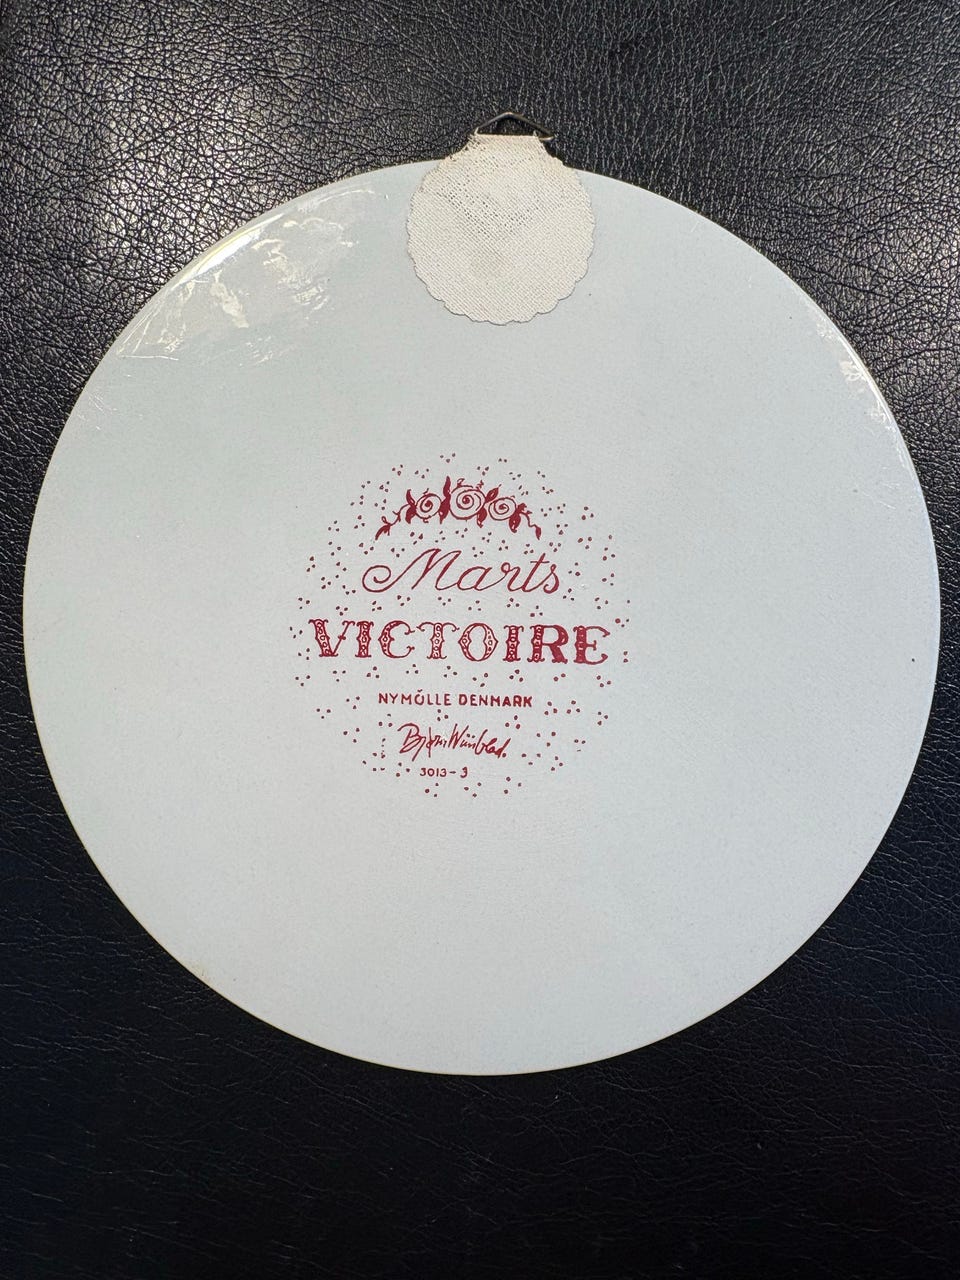 Marts
VICTOIRE
NYMÖLLE DENMARK
Bjørn Wiinblad.
3013-3